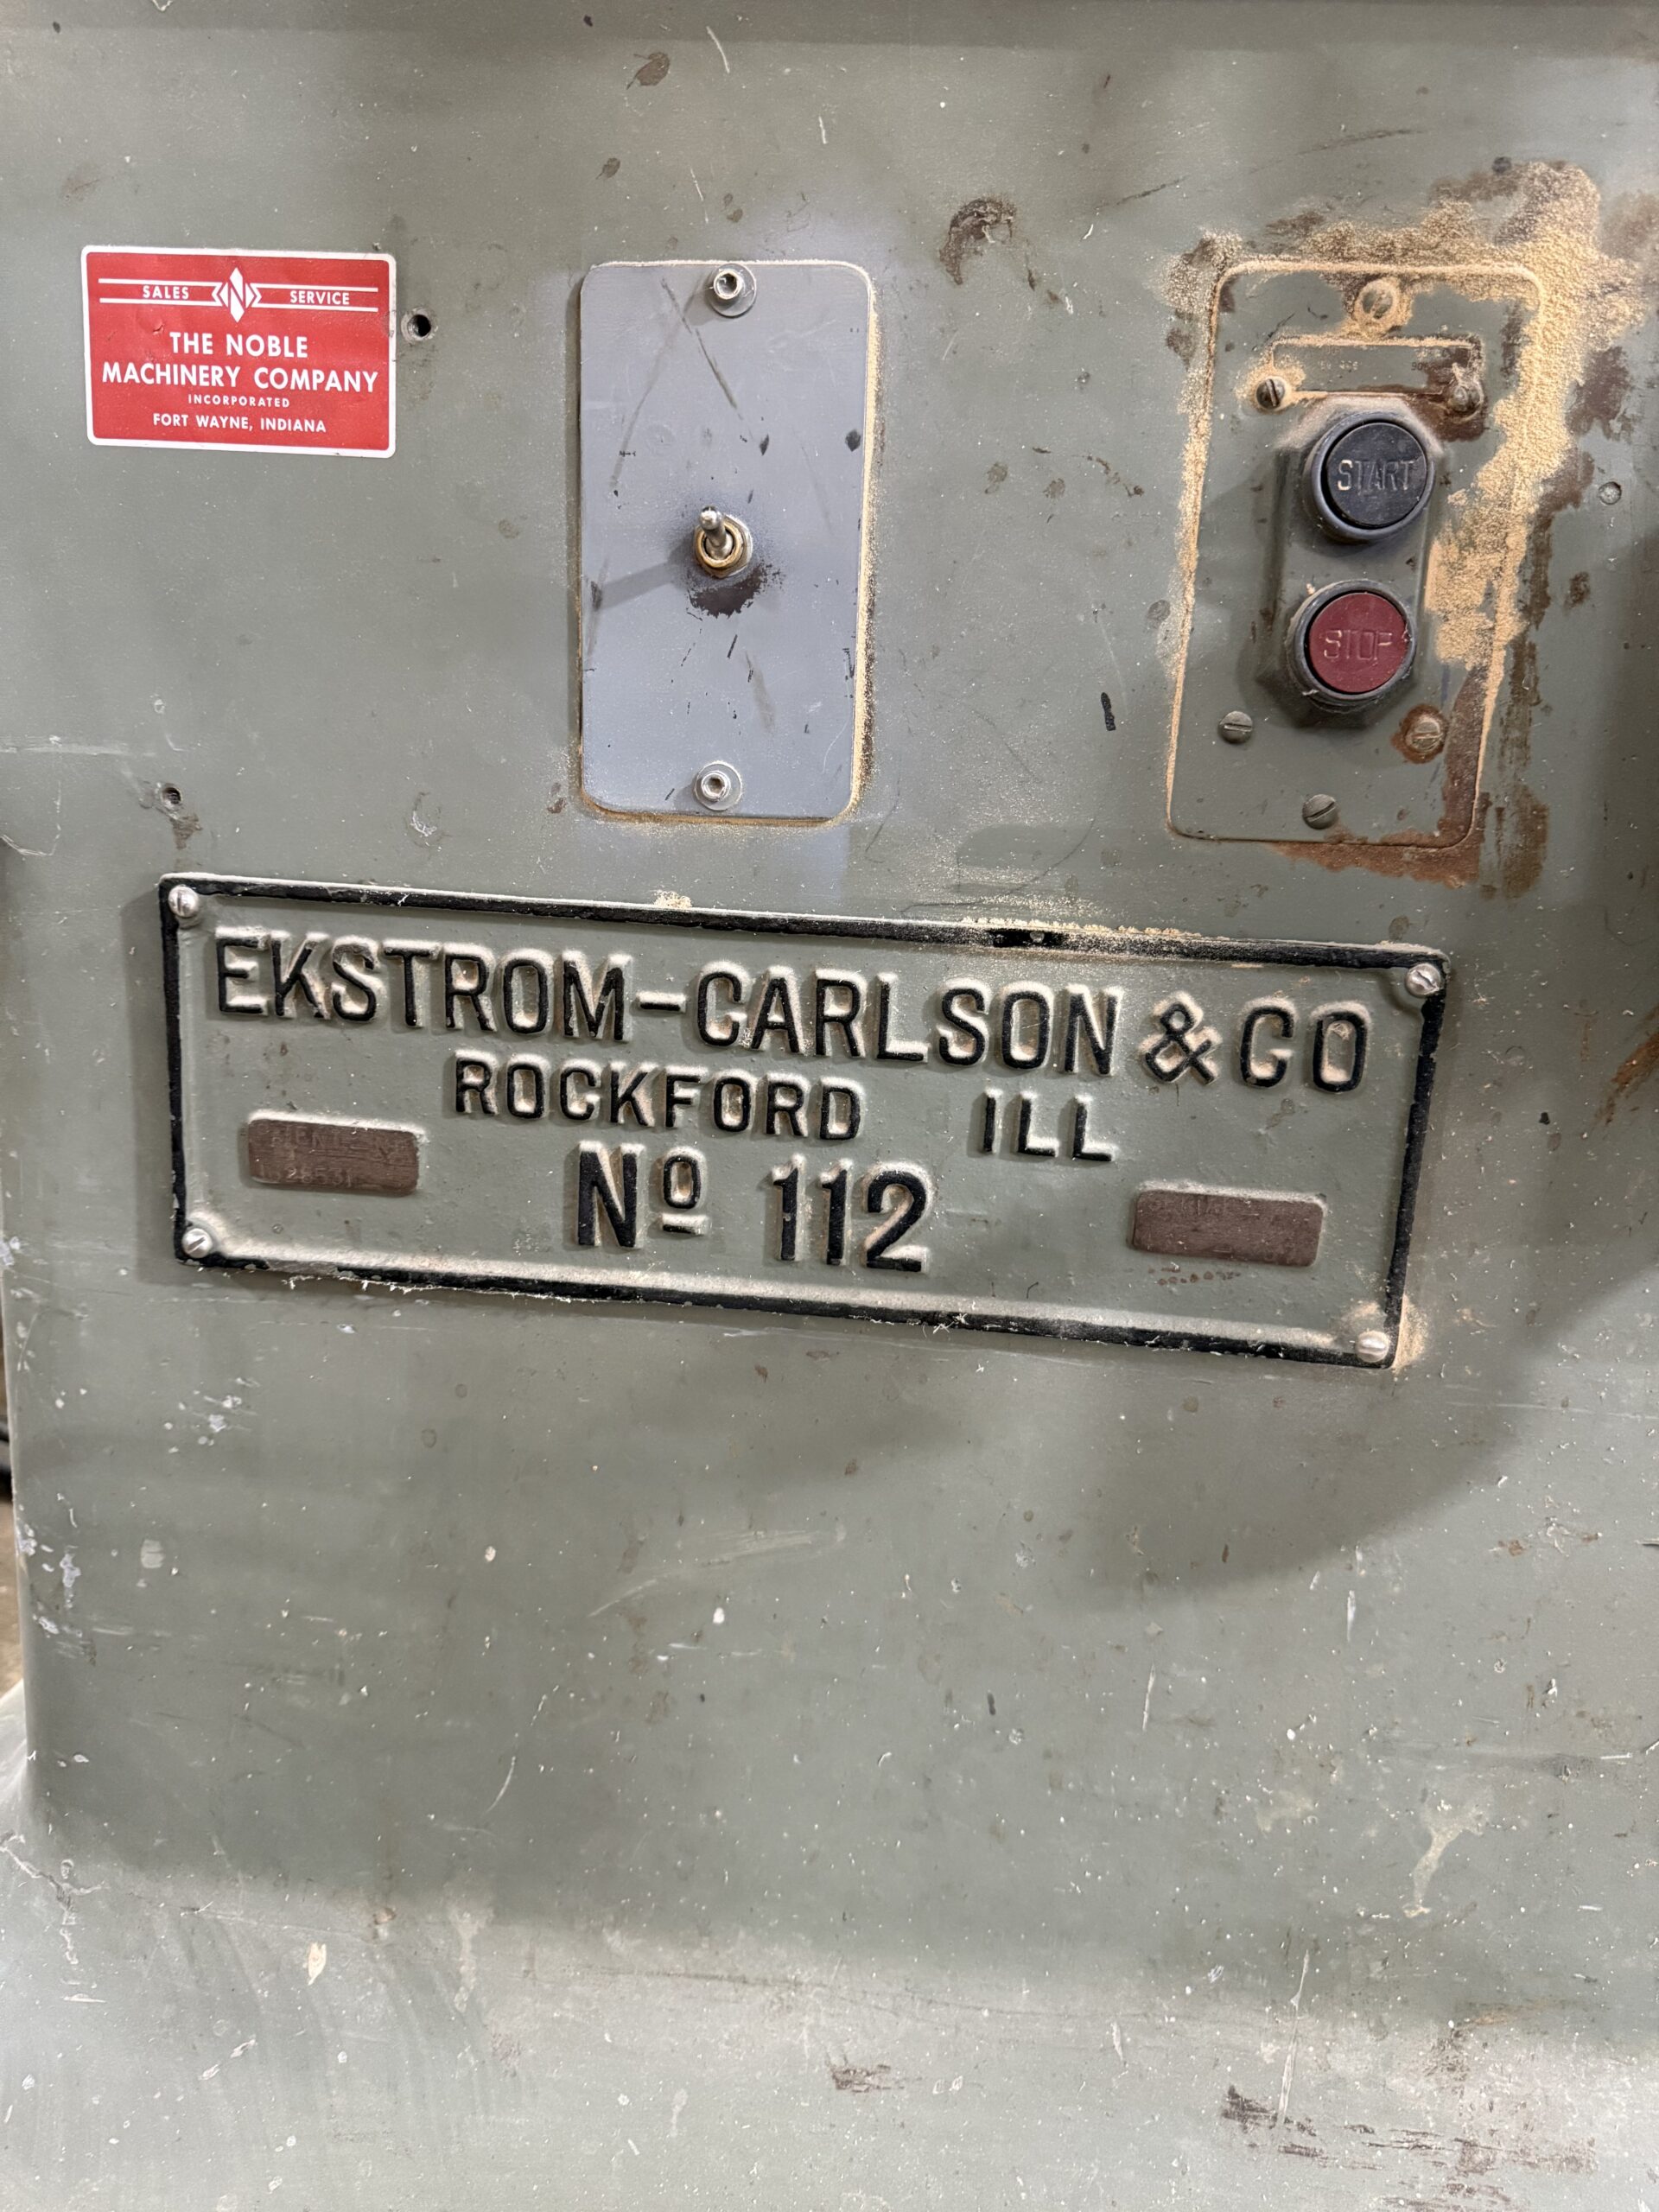 SALES N SERVICE
THE NOBLE
MACHINERY COMPANY
INCORPORATED
FORT WAYNE, INDIANA
START
STOP
EKSTROM-CARLSON & CO
ROCKFORD ILL
Nº 112